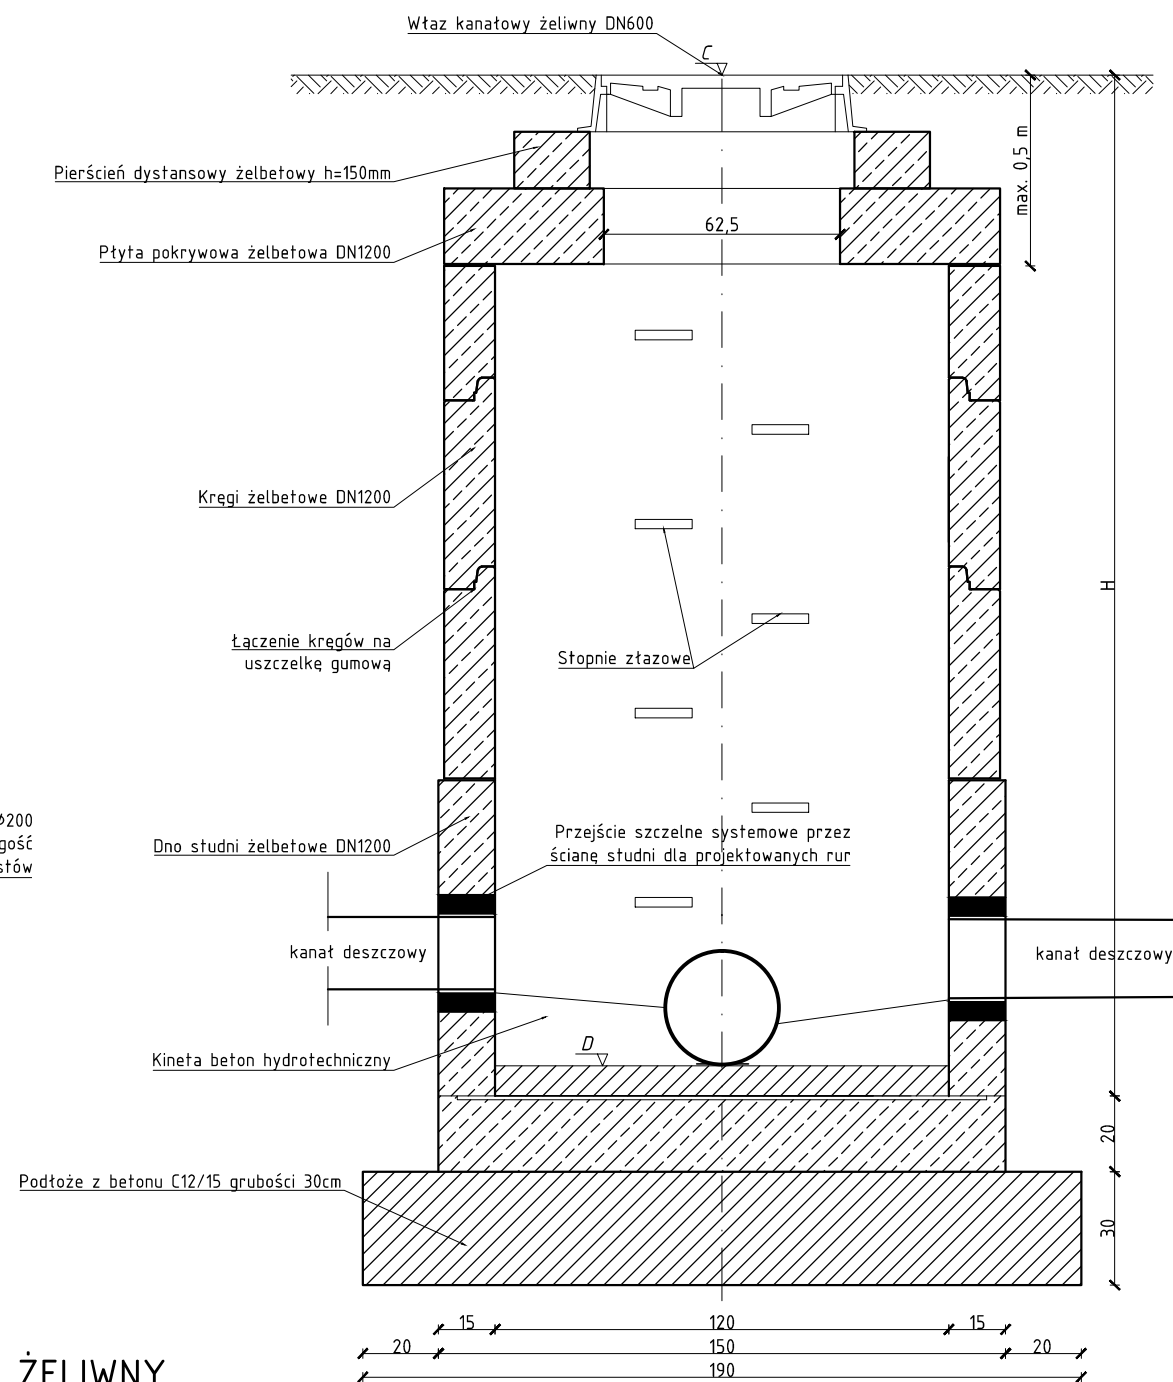 Właz kanałowy żeliwny DN600
C
max. 0,5 m
Pierścień dystansowy żelbetowy h=150mm
62,5
Płyta pokrywowa żelbetowa DN1200
Kręgi żelbetowe DN1200
H
Łączenie kręgów na
uszczelkę gumową
Stopnie złazowe
200
gość
stów
Dno studni żelbetowe DN1200
Przejście szczelne systemowe przez
ścianę studni dla projektowanych rur
kanał deszczowy
kanał deszczowy
D
Kineta beton hydrotechniczny
20
Podłoże z betonu C12/15 grubości 30cm
30
15
120
15
20
150
20
190
ŻELIWNY